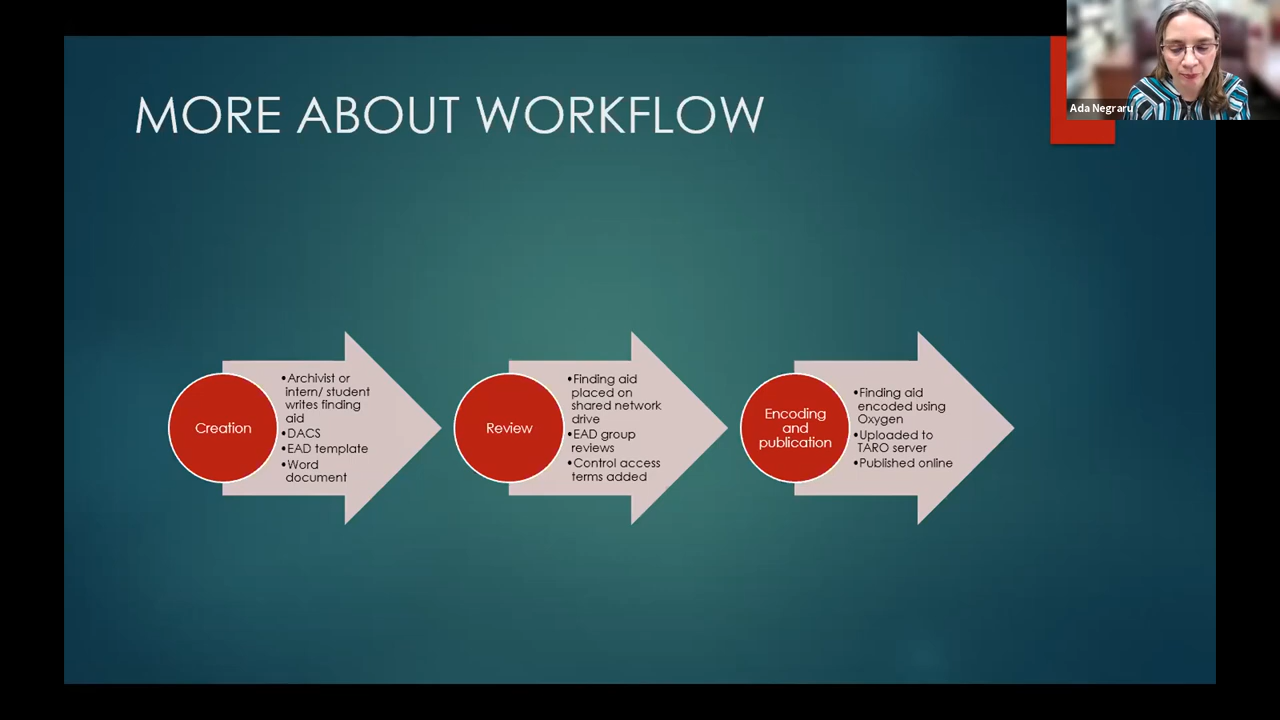 MORE ABOUT WORKFLOW
Ada Negraru
Creation
•Archivist or
intern/ student
writes finding
aid
•DACS
•EAD template
•Word
document
Review
•Finding aid
placed on
shared network
drive
•EAD group
reviews
•Control access
terms added
Encoding
and
publication
•Finding aid
encoded using
Oxygen
•Uploaded to
TARO server
•Published online